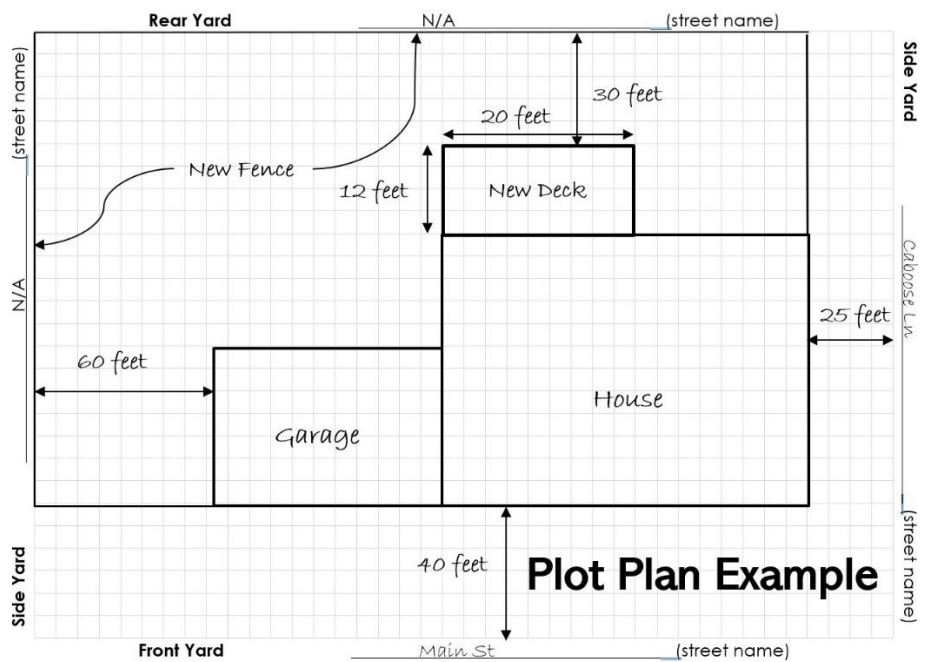 Rear Yard N/A (street name)
(street name)
Side Yard
30 feet
20 feet
New Fence
12 feet
New Deck
N/A
Caboose Ln
25 feet
60 feet
House
Garage
40 feet
Plot Plan Example
(street name)
Side Yard
Front Yard Main St (street name)